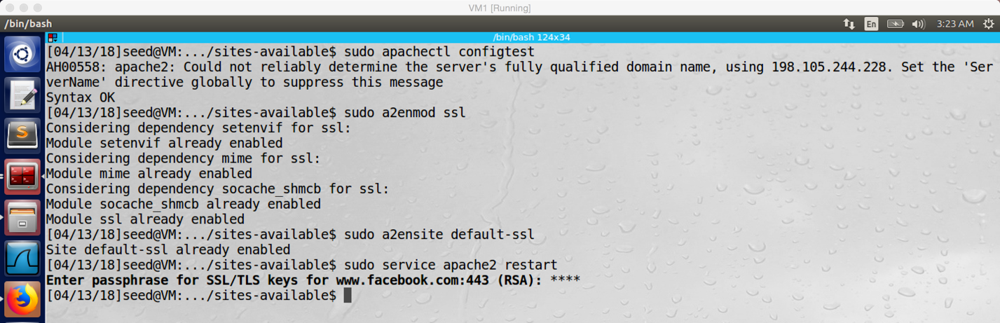 VM1 [Running]
/bin/bash
En
3:23 AM
/bin/bash 124x34
[04/13/18]seed@VM:.../sites-available$ sudo apachectl configtest
AH00558: apache2: Could not reliably determine the server's fully qualified domain name, using 198.105.244.228. Set the 'Ser
verName' directive globally to suppress this message
Syntax OK
[04/13/18]seed@VM:.../sites-available$ sudo a2enmod ssl
Considering dependency setenvif for ssl:
Module setenvif already enabled
Considering dependency mime for ssl:
Module mime already enabled
Considering dependency socache_shmcb for ssl:
Module socache_shmcb already enabled
Module ssl already enabled
[04/13/18]seed@VM:.../sites-available$ sudo a2ensite default-ssl
Site default-ssl already enabled
[04/13/18]seed@VM:.../sites-available$ sudo service apache2 restart
Enter passphrase for SSL/TLS keys for www.facebook.com:443 (RSA): ****
[04/13/18]seed@VM:.../sites-available$